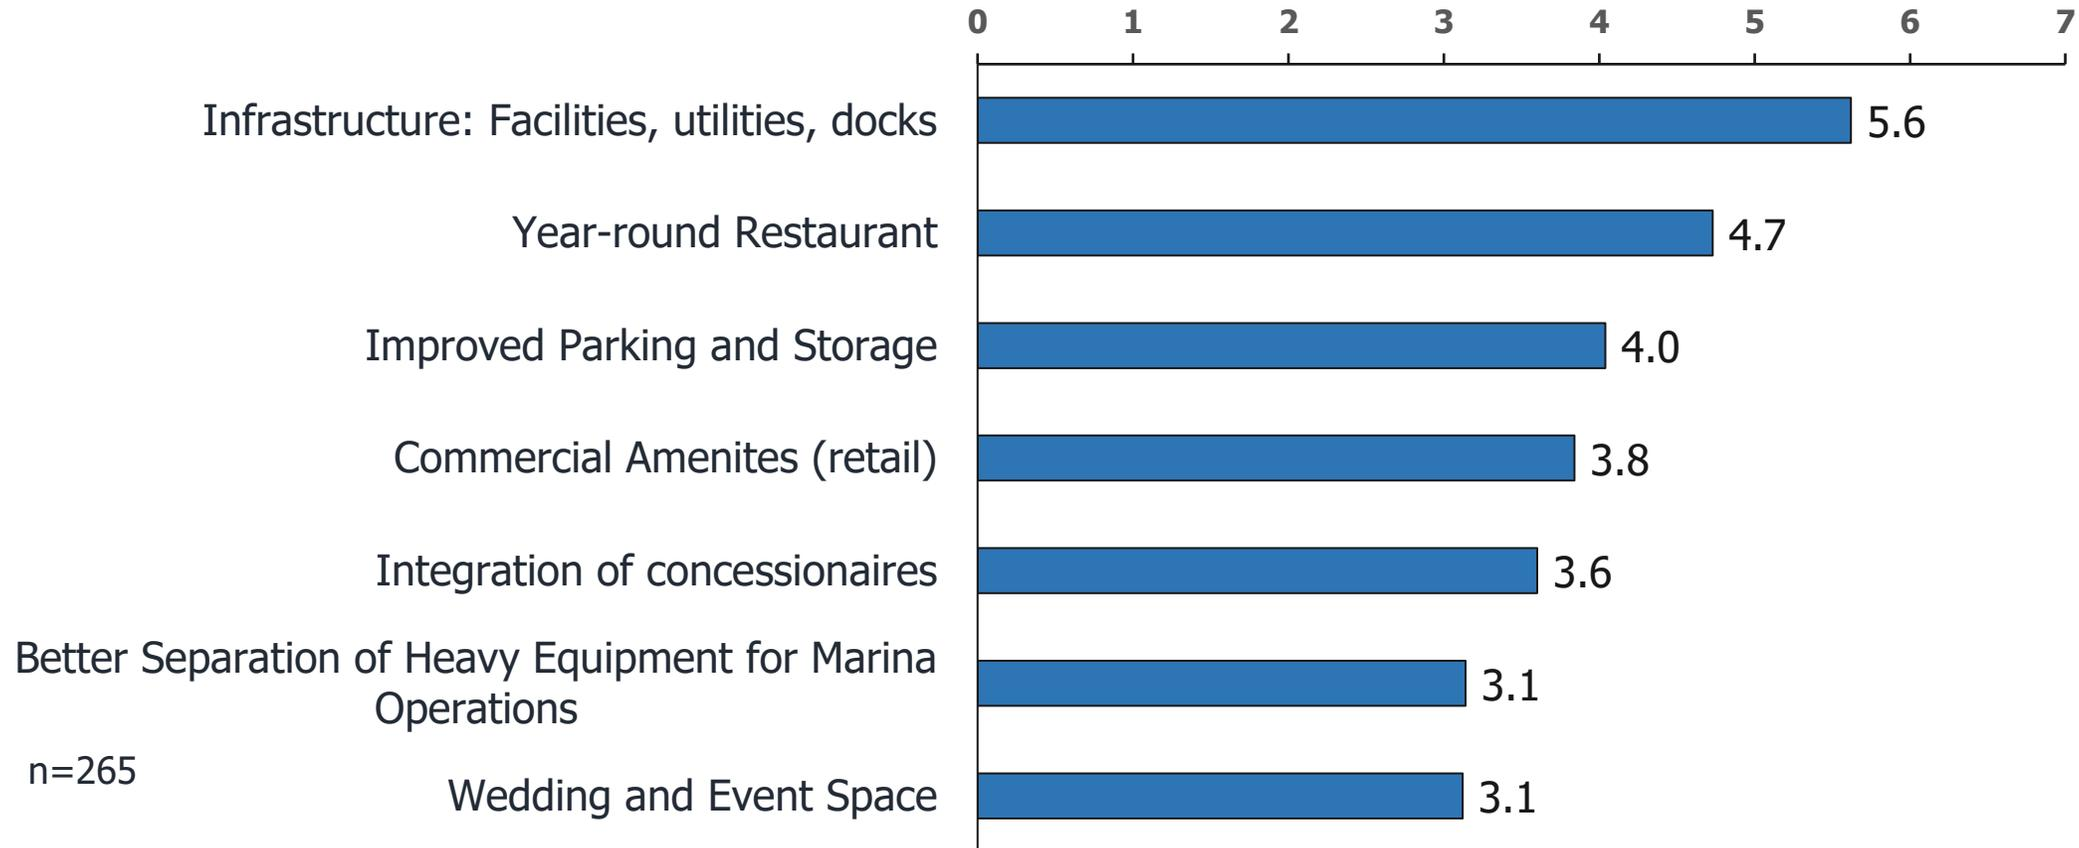 0 1 2 3 4 5 6 7
Infrastructure: Facilities, utilities, docks 5.6
Year-round Restaurant 4.7
Improved Parking and Storage 4.0
Commercial Amenites (retail) 3.8
Integration of concessionaires 3.6
Better Separation of Heavy Equipment for Marina
Operations 3.1
n=265
Wedding and Event Space 3.1